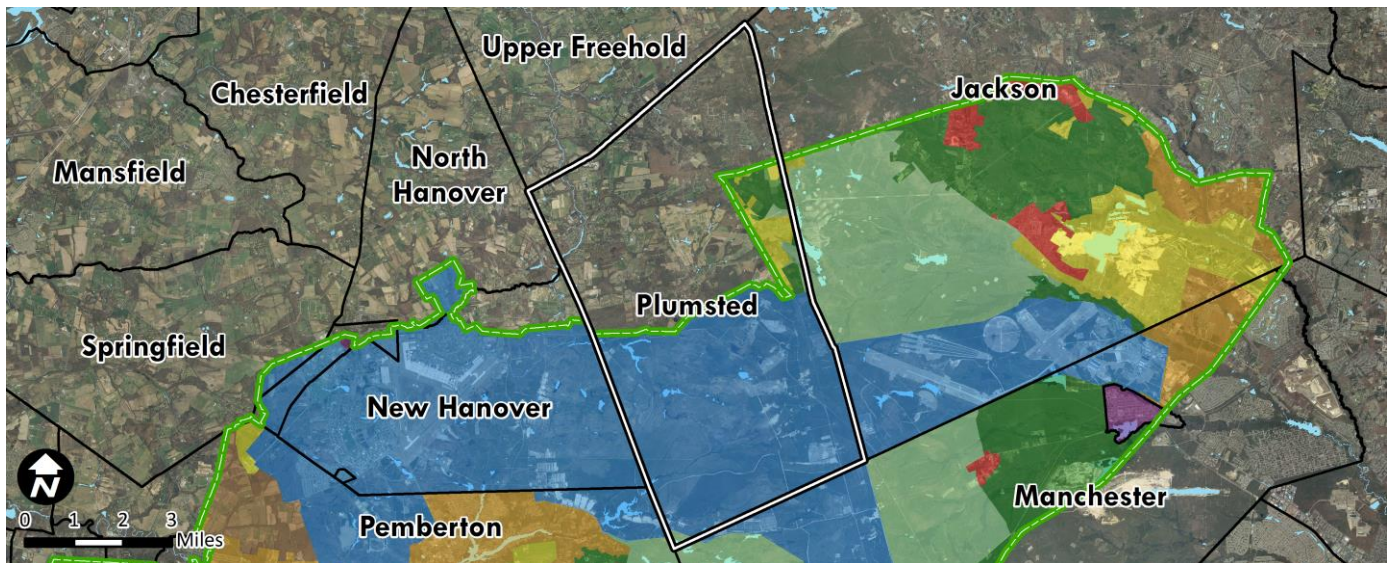 Upper Freehold
Chesterfield
Jackson
North
Hanover
Mansfield
Plumsted
Springfield
New Hanover
N
Manchester
0 1 2 3
Miles
Pemberton